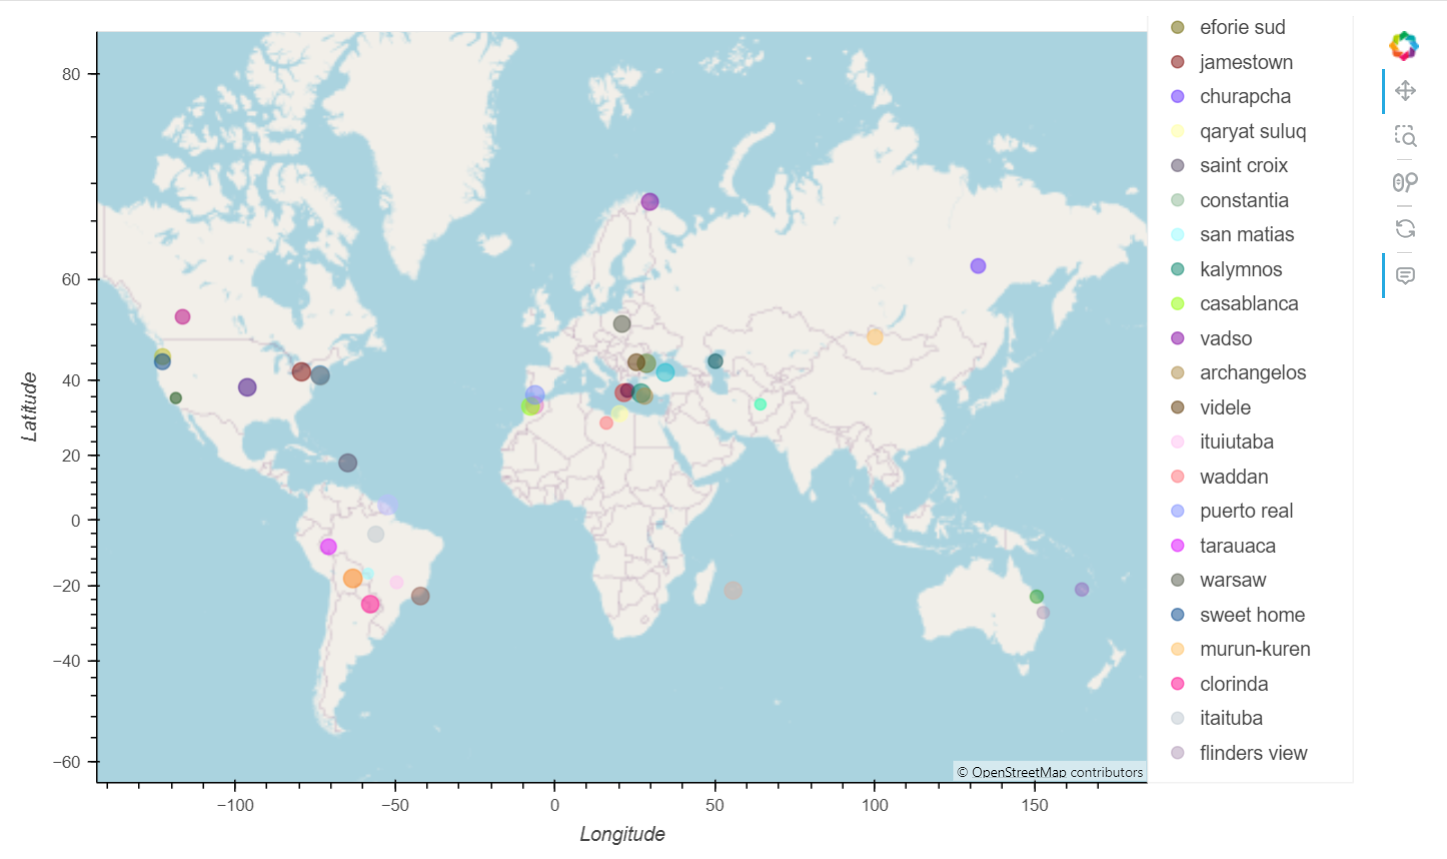 eforie sud
jamestown
churapcha
qaryat suluq
saint croix
constantia
san matias
kalymnos
casablanca
vadso
archangelos
videle
ituiutaba
waddan
puerto real
tarauaca
warsaw
sweet home
murun-kuren
clorinda
itaituba
flinders view
80
60
40
20
0
−20
−40
−60
Latitude
© OpenStreetMap contributors
−100 −50 0 50 100 150
Longitude